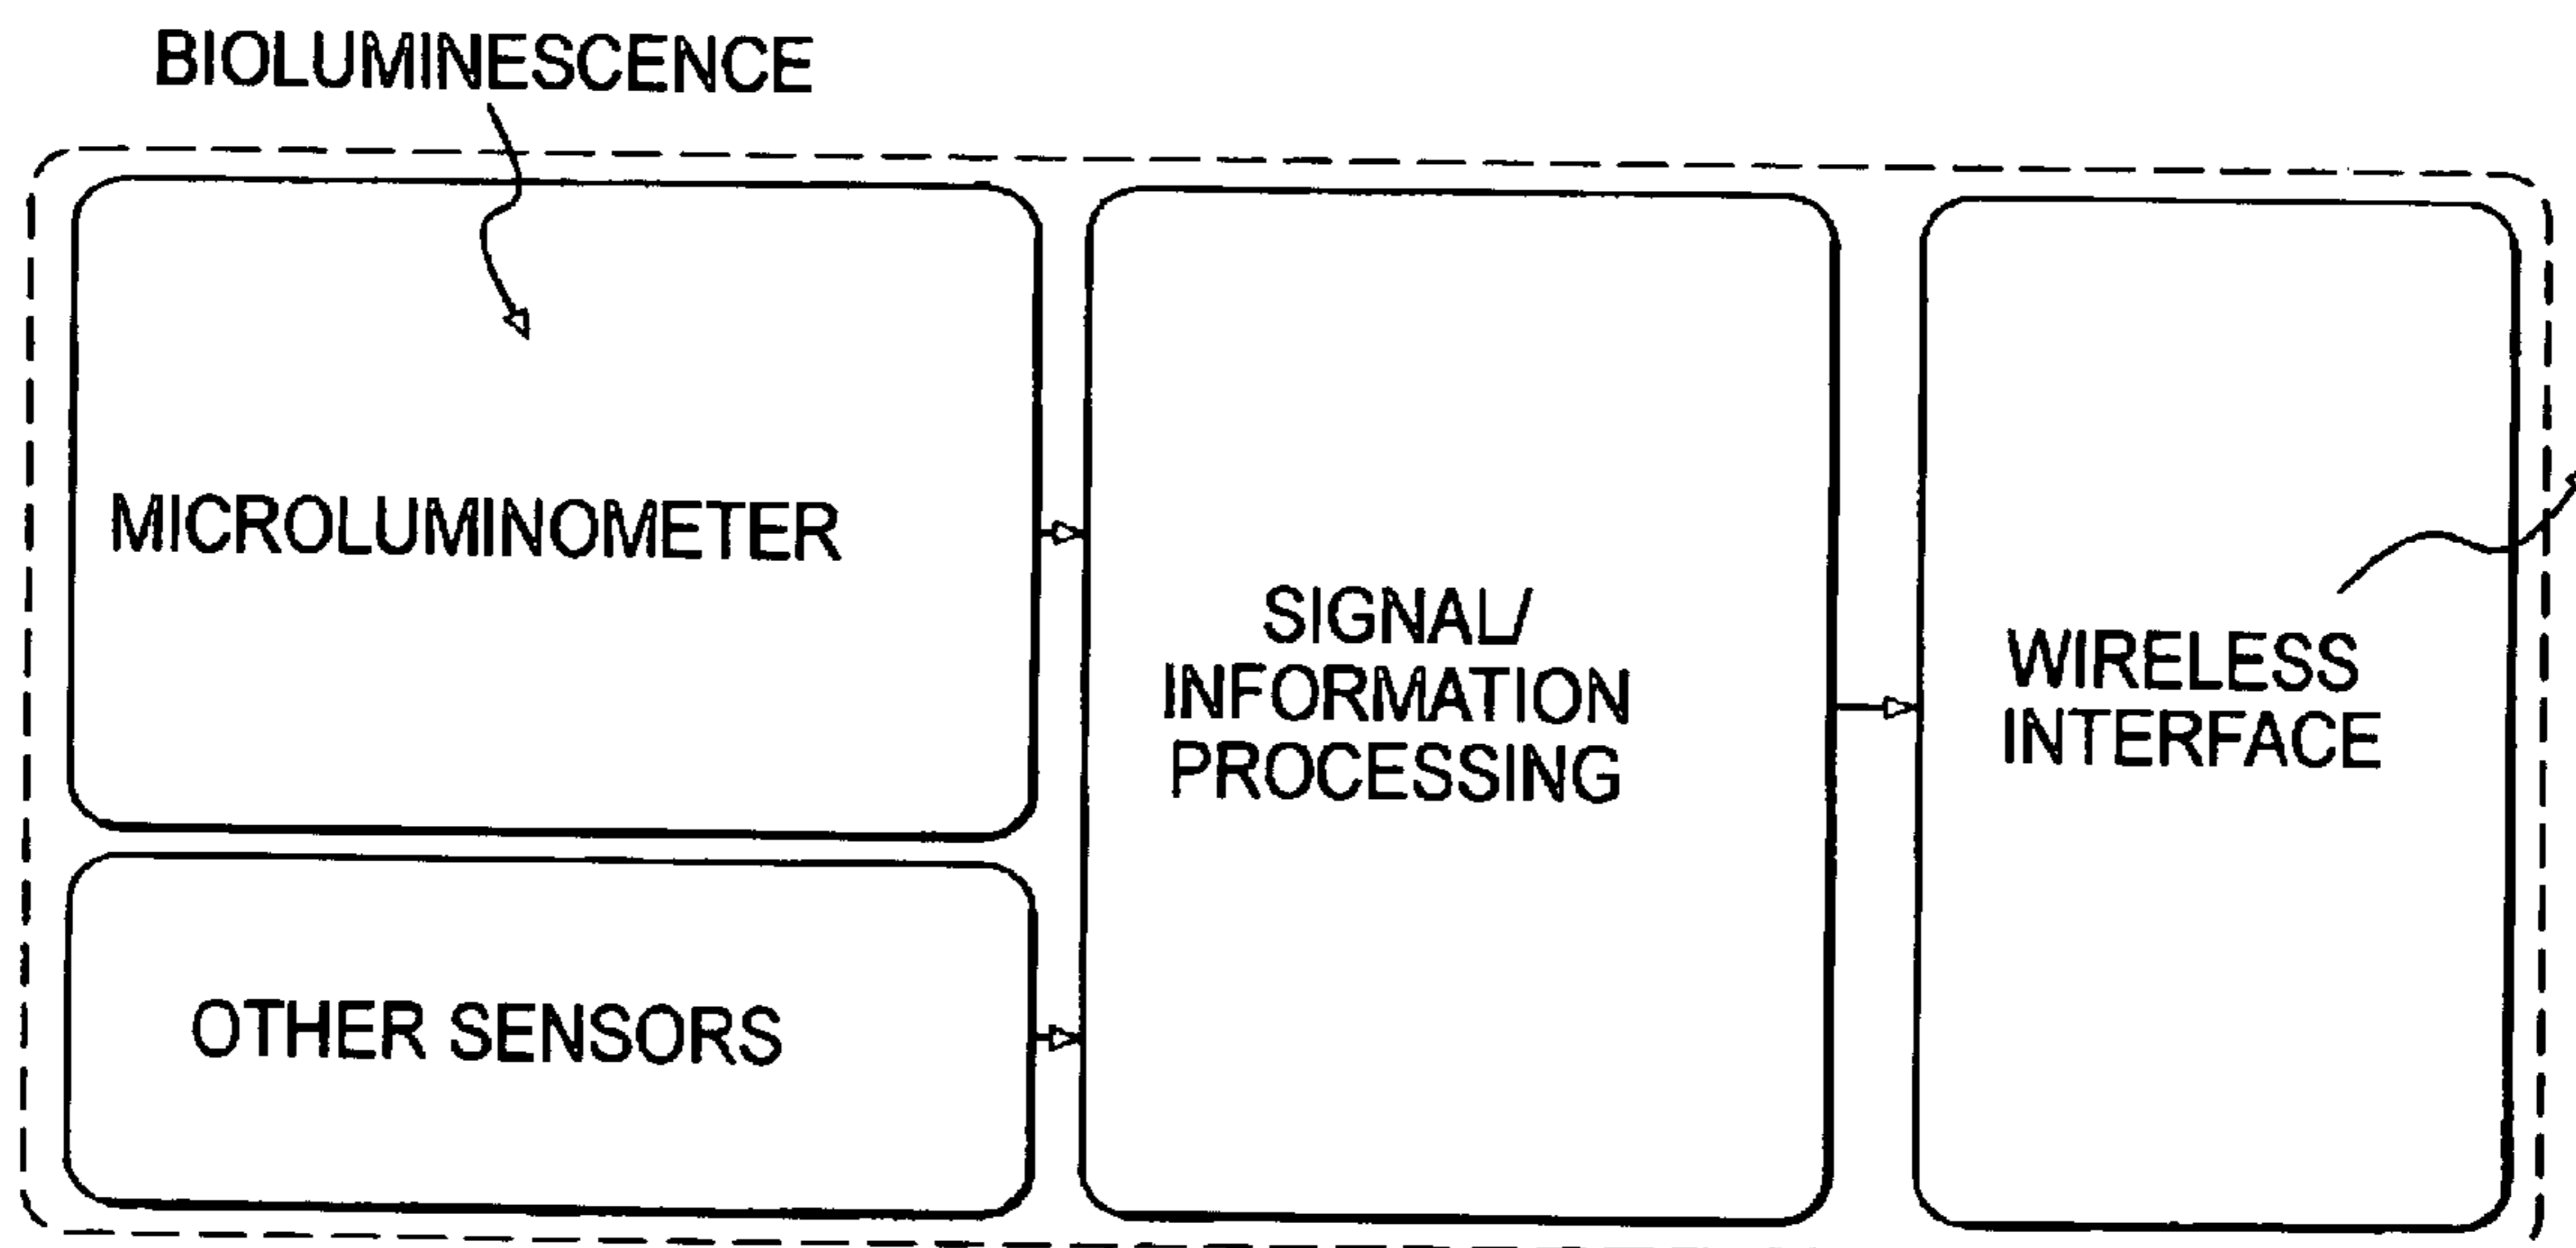 BIOLUMINESCENCE
MICROLUMINOMETER
SIGNAL/
INFORMATION
PROCESSING
WIRELESS
INTERFACE
OTHER SENSORS